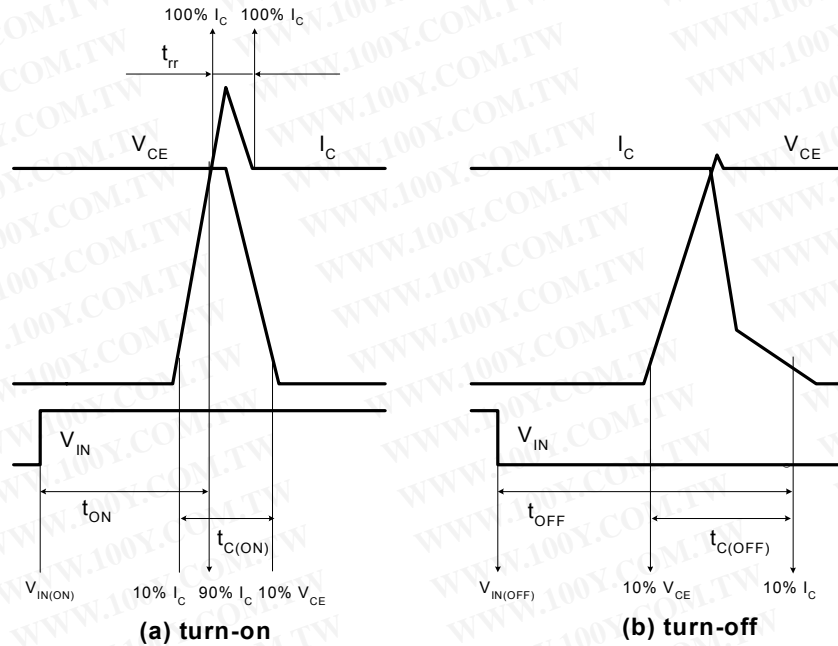 100% I_C 100% I_C
t_rr
V_CE I_C
I_C V_CE
V_IN
V_IN
t_ON
t_OFF
t_C(ON)
t_C(OFF)
V_IN(ON) 10% I_C 90% I_C 10% V_CE
V_IN(OFF) 10% V_CE 10% I_C
(a) turn-on
(b) turn-off
WWW.100Y.COM.TW